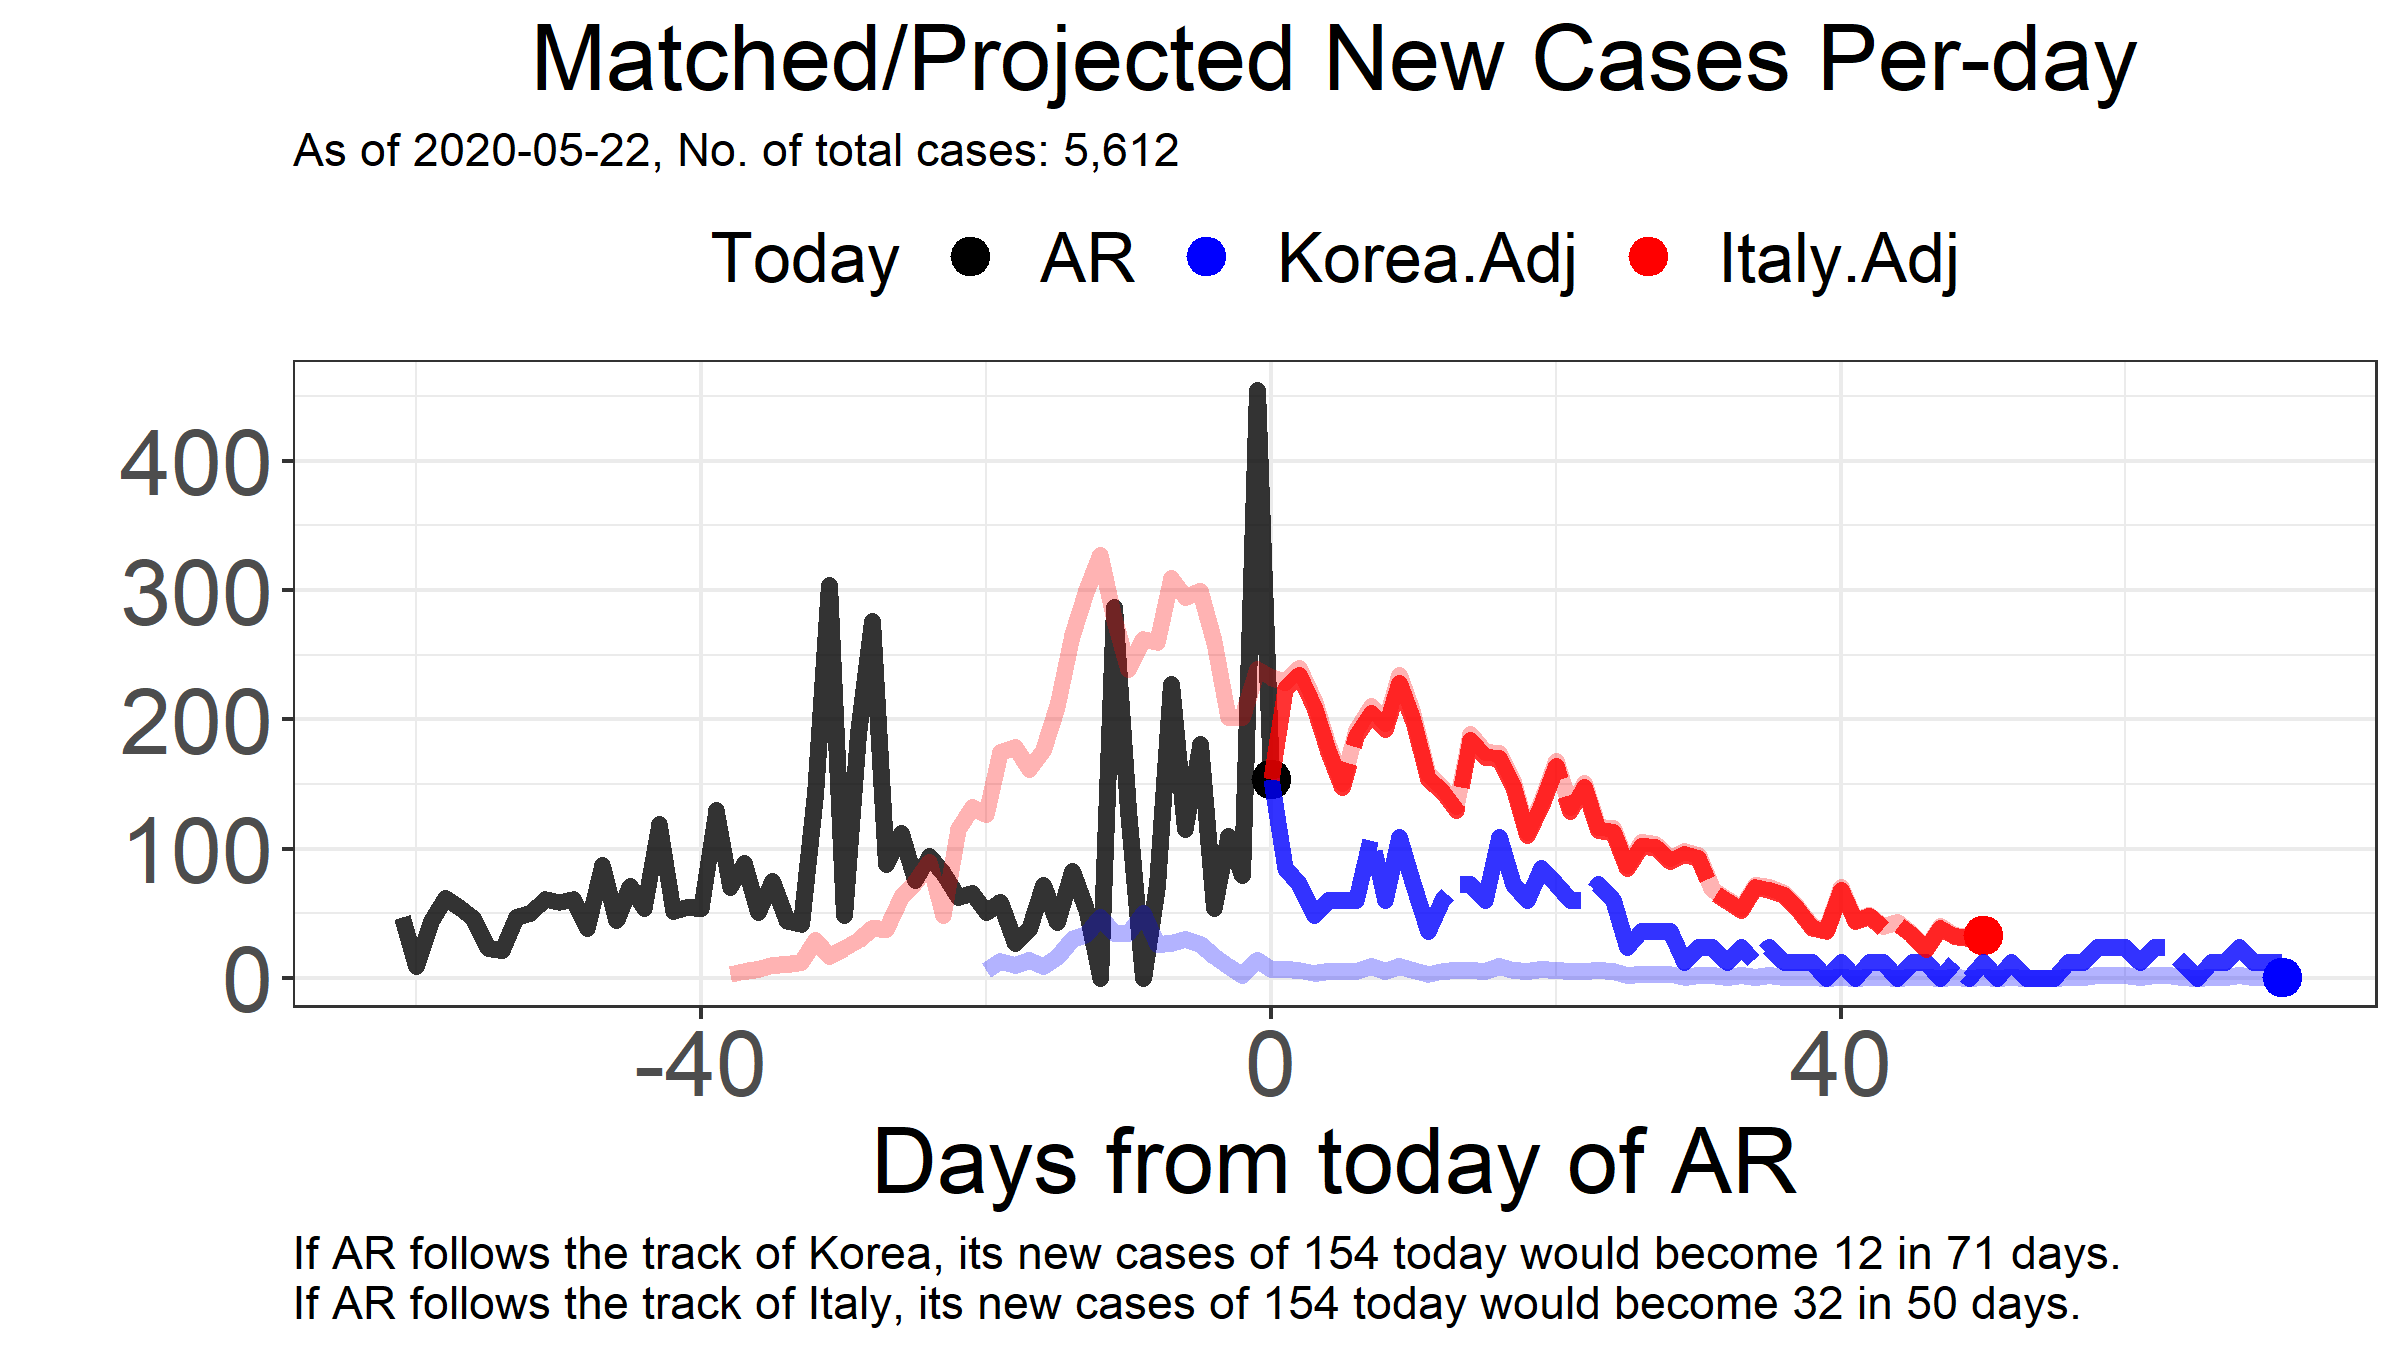 Matched/Projected New Cases Per-day
As of 2020-05-22, No. of total cases: 5,612
Today AR Korea.Adj Italy.Adj
400
300
200
100
0
-40 0 40
Days from today of AR
If AR follows the track of Korea, its new cases of 154 today would become 12 in 71 days.
If AR follows the track of Italy, its new cases of 154 today would become 32 in 50 days.